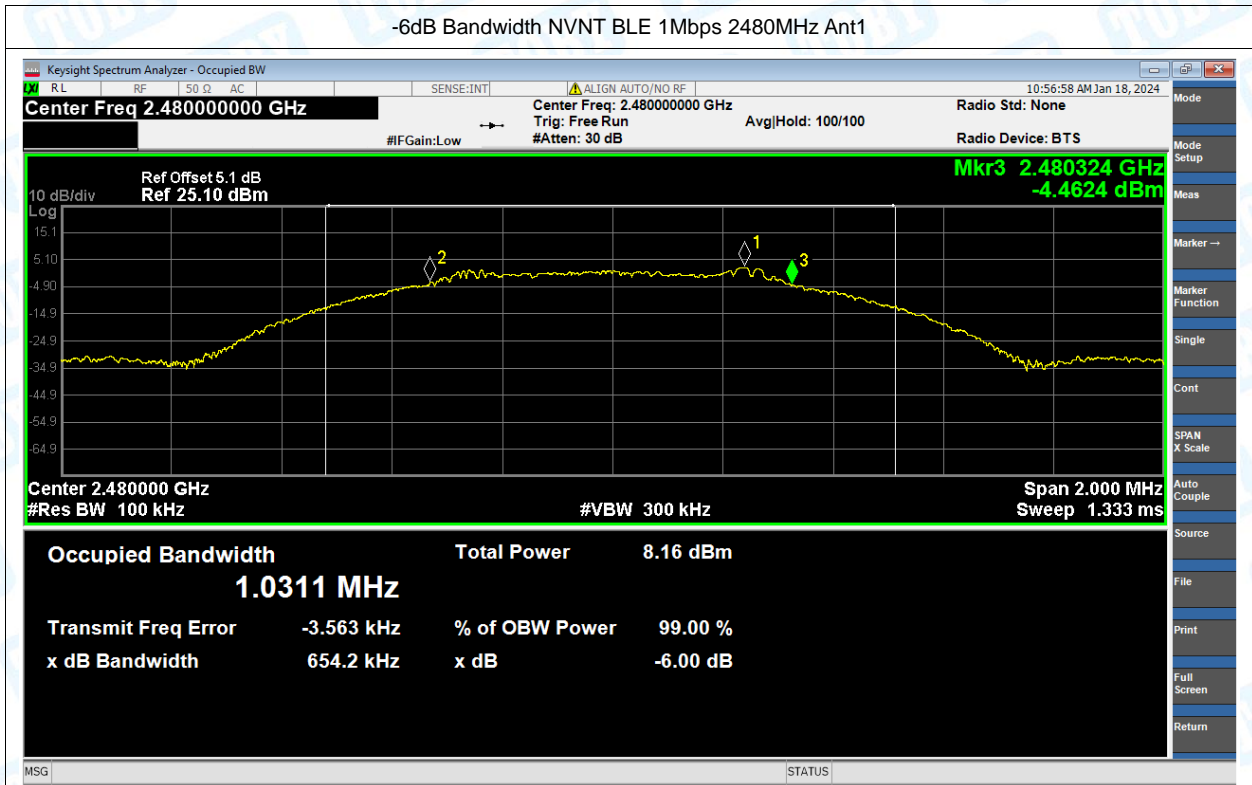 -6dB Bandwidth NVNT BLE 1Mbps 2480MHz Ant1
Keysight Spectrum Analyzer - Occupied BW
LXI RL RF 50 Ω AC SENSE:INT ALIGN AUTO/NO RF 10:56:58 AM Jan 18, 2024
Center Freq 2.480000000 GHz
Center Freq: 2.480000000 GHz
Radio Std: None
Trig: Free Run
Avg|Hold: 100/100
#IFGain:Low
#Atten: 30 dB
Radio Device: BTS
Ref Offset 5.1 dB
Mkr3 2.480324 GHz
10 dB/div
Ref 25.10 dBm
-4.4624 dBm
Log
15.1
5.10
-4.90
-14.9
-24.9
-34.9
-44.9
-54.9
-64.9
2
1
3
Center 2.480000 GHz
Span 2.000 MHz
#Res BW 100 kHz
#VBW 300 kHz
Sweep 1.333 ms
Occupied Bandwidth
Total Power 8.16 dBm
1.0311 MHz
Transmit Freq Error -3.563 kHz
% of OBW Power 99.00 %
x dB Bandwidth 654.2 kHz
x dB -6.00 dB
MSG
STATUS
Mode
Mode
Setup
Meas
Marker →
Marker
Function
Single
Cont
SPAN
X Scale
Auto
Couple
Source
File
Print
Full
Screen
Return
TOBY